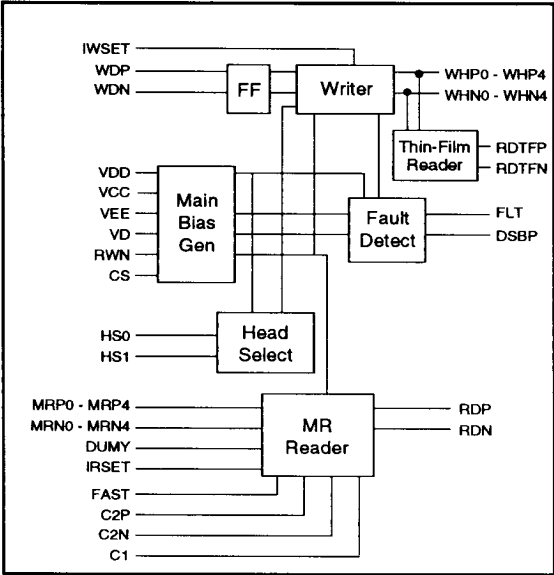 IWSET
WDP
WDN
FF
Writer
WHP0 - WHP4
WHN0 - WHN4
Thin-Film
Reader
RDTFP
RDTFN
VDD
VCC
VEE
VD
RWN
CS
Main
Bias
Gen
Fault
Detect
FLT
DSBP
HS0
HS1
Head
Select
MRP0 - MRP4
MRN0 - MRN4
DUMY
IRSET
FAST
C2P
C2N
C1
MR
Reader
RDP
RDN